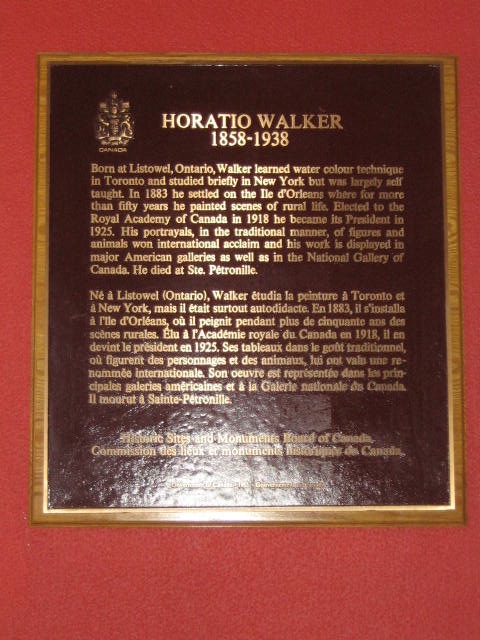 CANADA
HORATIO WALKER
1858-1938
Born at Listowel, Ontario, Walker learned water colour technique
in Toronto and studied briefly in New York but was largely self
taught. In 1883 he settled on the Ile d'Orleans where for more
than fifty years he painted scenes of rural life. Elected to the
Royal Academy of Canada in 1918 he became its President in
1925. His portrayals, in the traditional manner, of figures and
animals won international acclaim and his work is displayed in
major American galleries as well as in the National Gallery of
Canada. He died at Ste. Pétronille.
Né à Listowel (Ontario), Walker étudia la peinture à Toronto et
à New York, mais il était surtout autodidacte. En 1883, il s'installa
à l'Ile d'Orléans, où il peignit pendant plus de cinquante ans des
scènes rurales. Élu à l'Académie royale du Canada en 1918, il en
devint le président en 1925. Ses tableaux dans le goût traditionnel,
où figurent des personnages et des animaux, lui ont valu une re-
nommée internationale. Son oeuvre est représentée dans les prin-
cipales galeries américaines et à la Galerie nationale du Canada.
Il mourut à Sainte-Pétronille.
Historic Sites and Monuments Board of Canada.
Commission des lieux et monuments historiques du Canada.
Government of Canada